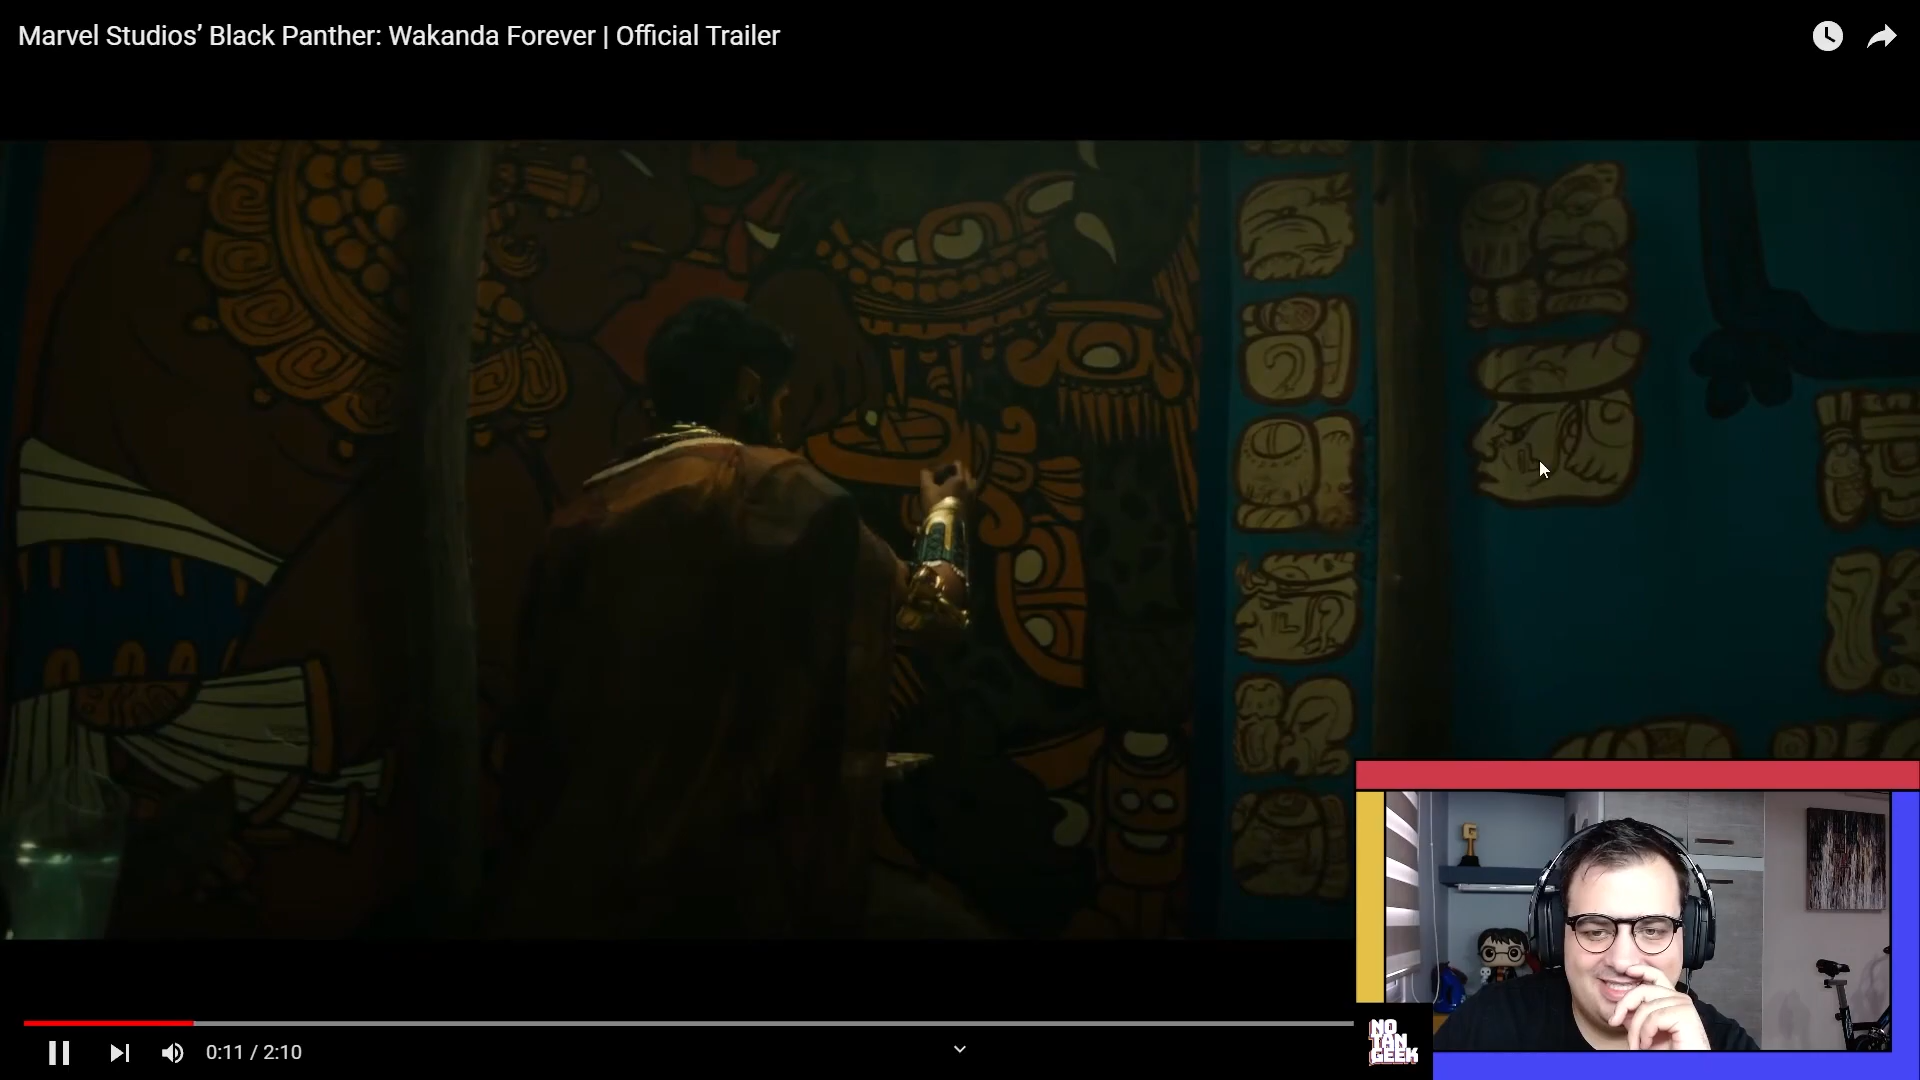 Marvel Studios’ Black Panther: Wakanda Forever | Official Trailer
0:11 / 2:10
NO
TAN
GEEK